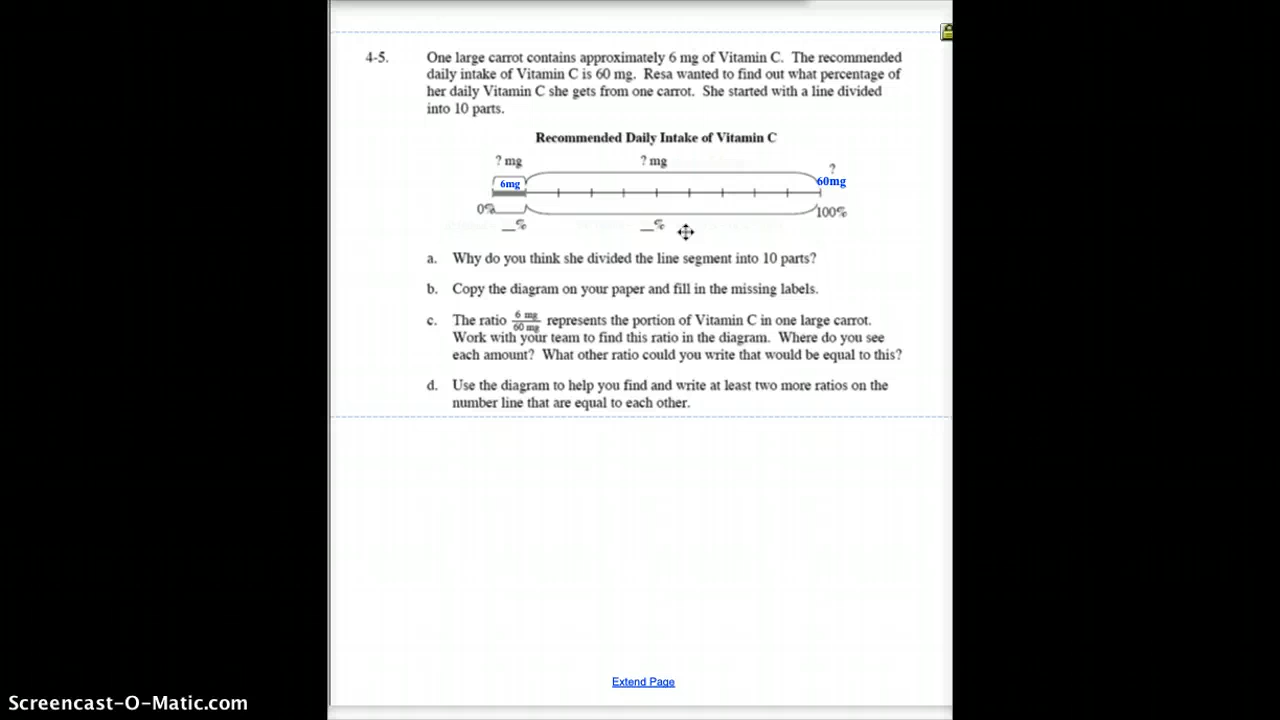 4-5. One large carrot contains approximately 6 mg of Vitamin C. The recommended
daily intake of Vitamin C is 60 mg. Resa wanted to find out what percentage of
her daily Vitamin C she gets from one carrot. She started with a line divided
into 10 parts.
Recommended Daily Intake of Vitamin C
? mg ? mg ?
6mg 60mg
0% 100%
__% __%
a. Why do you think she divided the line segment into 10 parts?
b. Copy the diagram on your paper and fill in the missing labels.
c. The ratio 6 mg/60 mg represents the portion of Vitamin C in one large carrot.
Work with your team to find this ratio in the diagram. Where do you see
each amount? What other ratio could you write that would be equal to this?
d. Use the diagram to help you find and write at least two more ratios on the
number line that are equal to each other.
Extend Page
Screencast-O-Matic.com